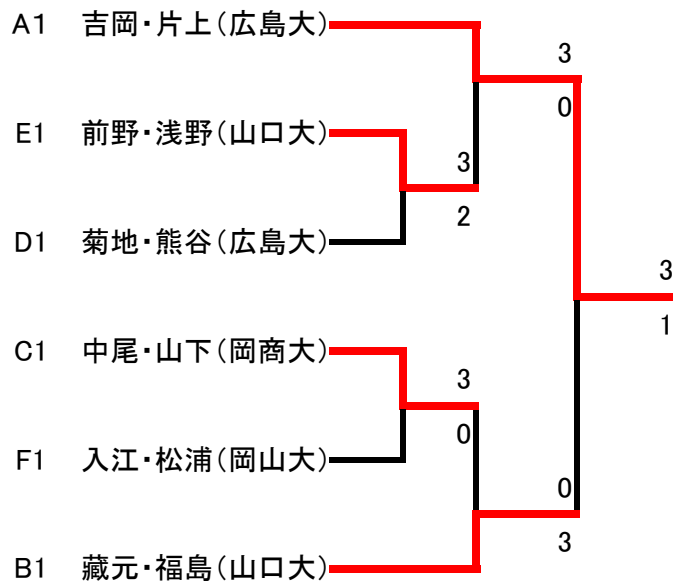 A1 吉岡・片上(広島大)
3
0
E1 前野・浅野(山口大)
3
2
D1 菊地・熊谷(広島大)
3
1
C1 中尾・山下(岡商大)
3
0
F1 入江・松浦(岡山大)
0
3
B1 藏元・福島(山口大)